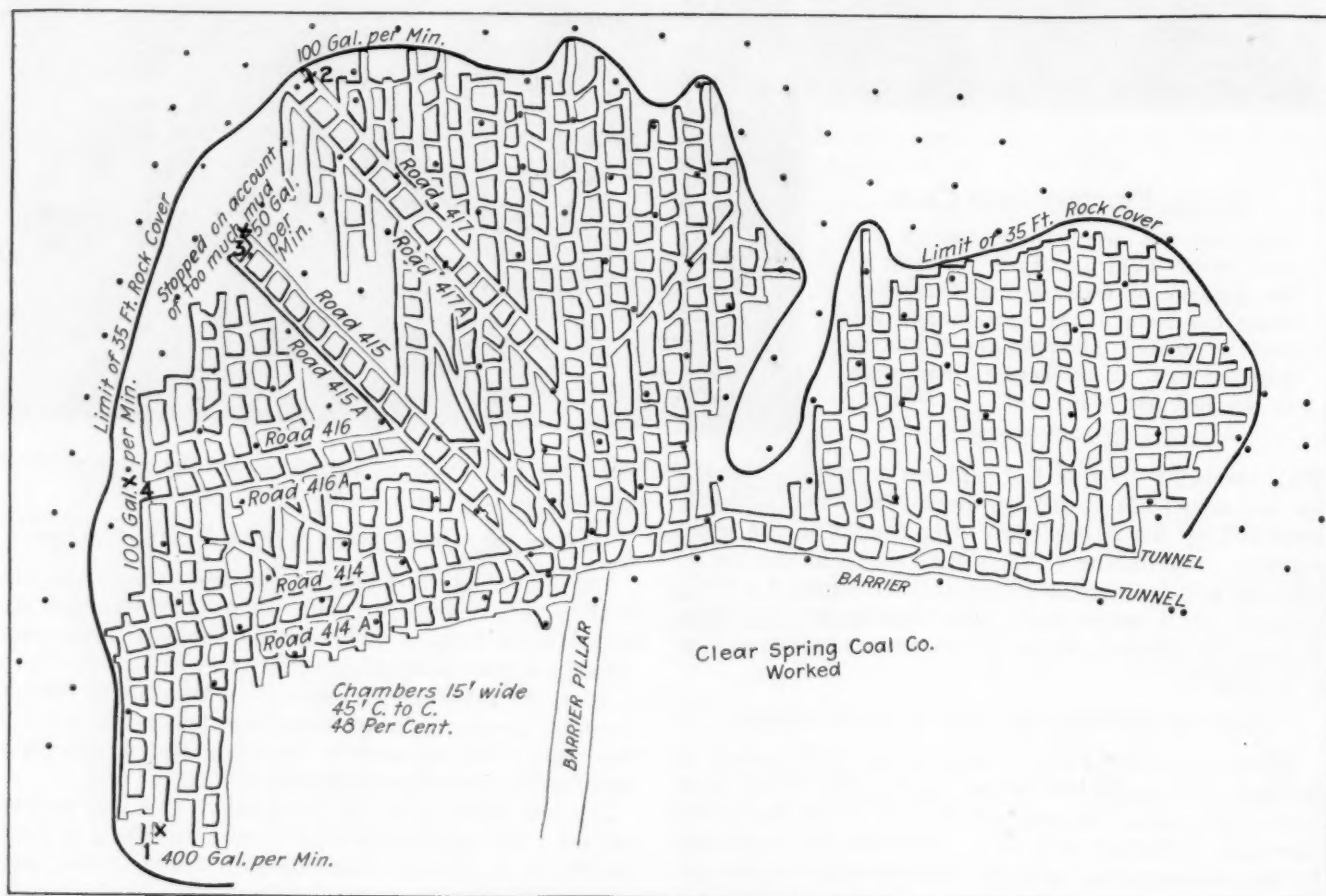 100 Gal. per Min.
2
Limit of 35 Ft. Rock Cover
Stopped on account
of Too much mud
50 Gal.
per
Min.
3
Road 417
Road 417A
Road 415
Road 415 A
Limit of 35 Ft. Rock Cover
100 Gal. per Min.
4
Road 416
Road 416 A
Road 414
Road 414 A
TUNNEL
TUNNEL
BARRIER
Clear Spring Coal Co.
Worked
Chambers 15' wide
45' C. to C.
48 Per Cent.
BARRIER PILLAR
1
400 Gal. per Min.